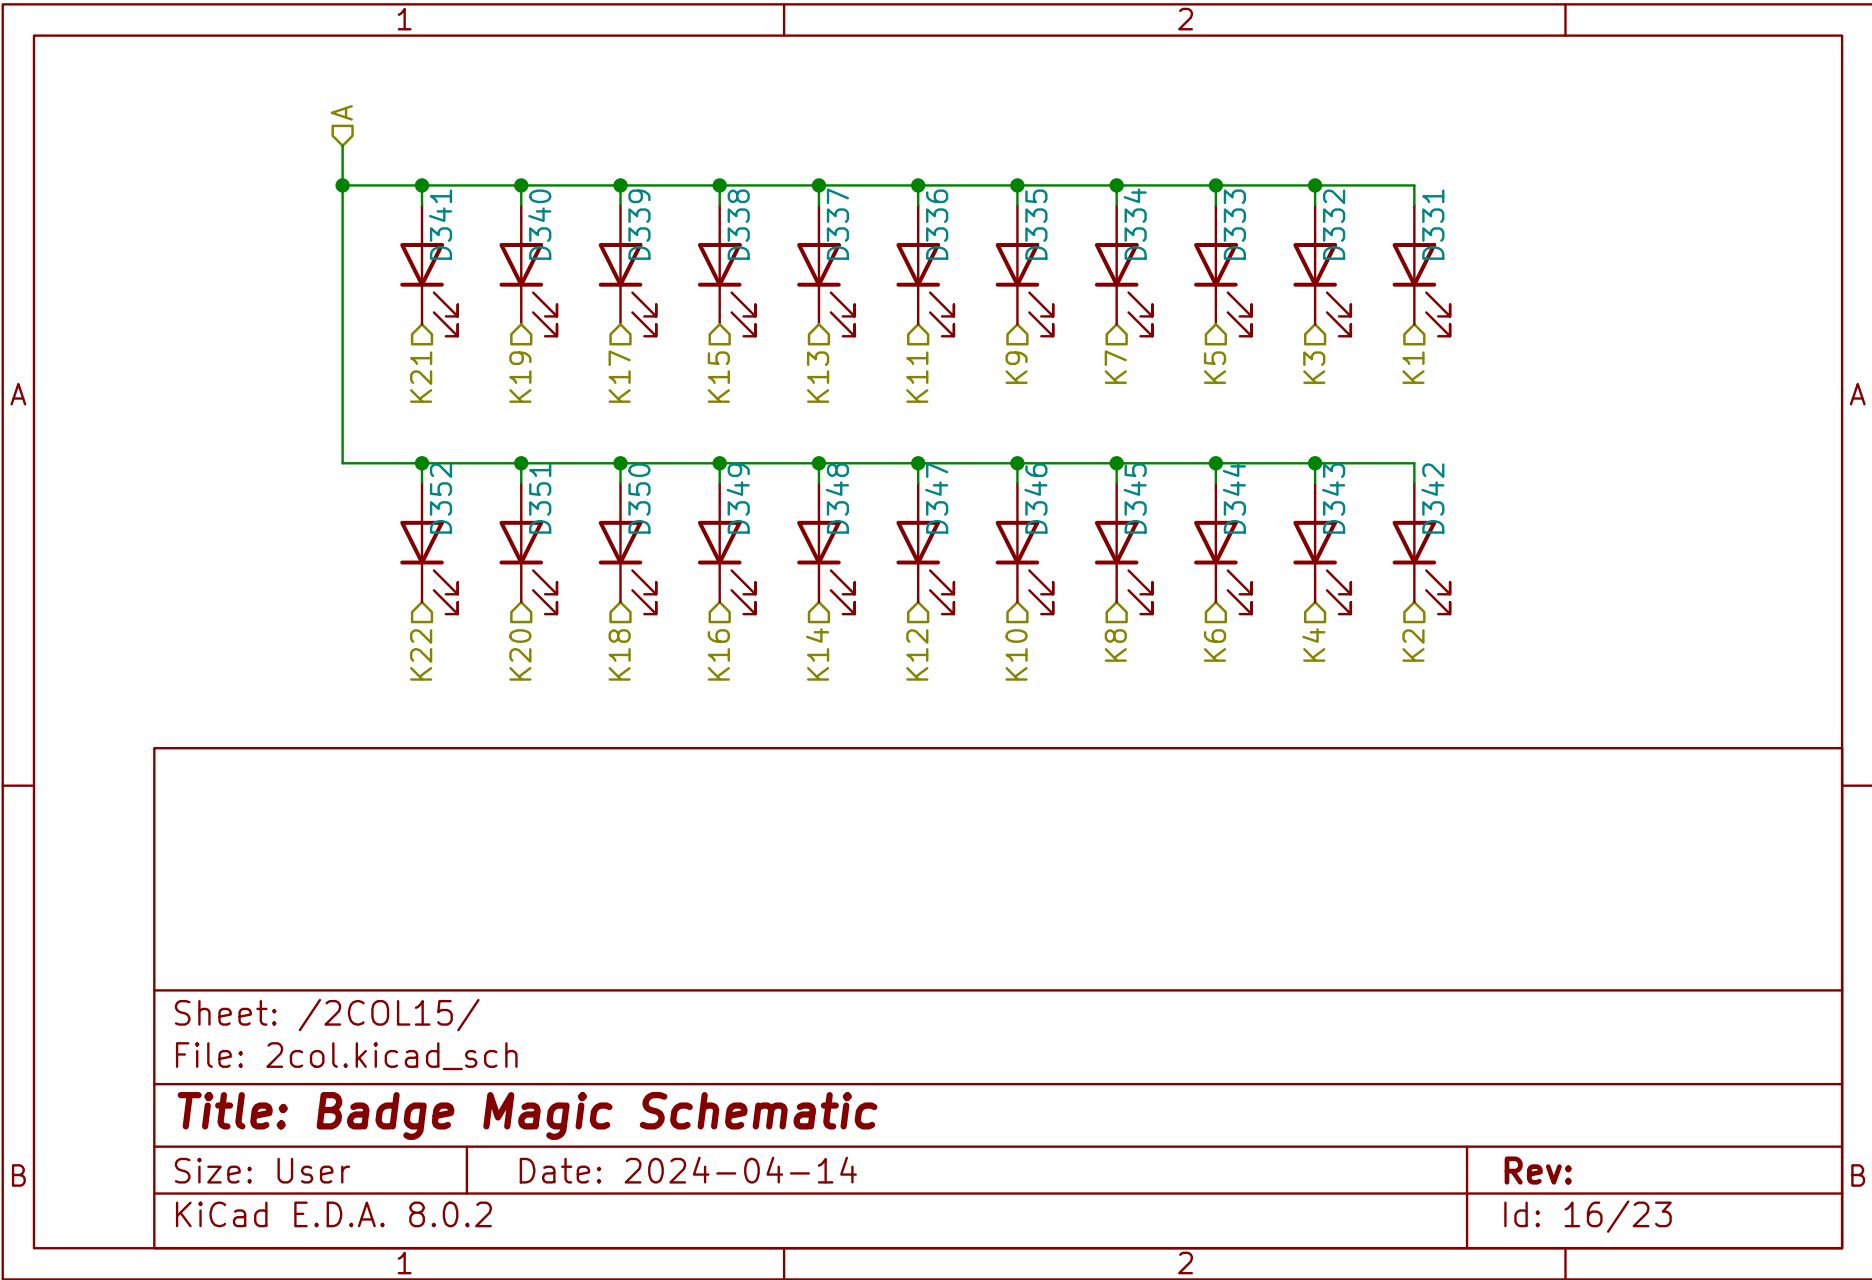 1 2
A
D341 D340 D339 D338 D337 D336 D335 D334 D333 D332 D331
K21 K19 K17 K15 K13 K11 K9 K7 K5 K3 K1
A A
D352 D351 D350 D349 D348 D347 D346 D345 D344 D343 D342
K22 K20 K18 K16 K14 K12 K10 K8 K6 K4 K2
Sheet: /2COL15/
File: 2col.kicad_sch
Title: Badge Magic Schematic
B B
Size: User Date: 2024-04-14 Rev:
KiCad E.D.A. 8.0.2 Id: 16/23
1 2